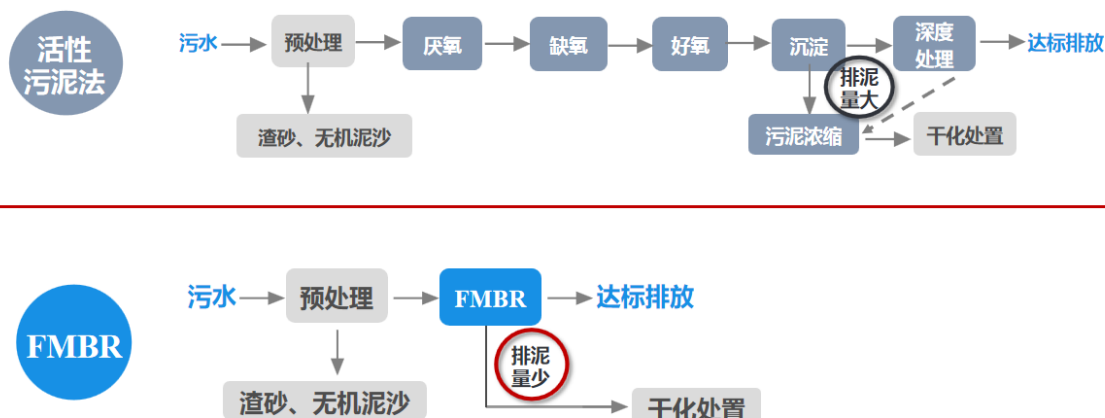 活性
污泥法
污水
预处理
厌氧
缺氧
好氧
沉淀
深度
处理
达标排放
排泥
量大
渣砂、无机泥沙
污泥浓缩
干化处置
FMBR
污水
预处理
FMBR
达标排放
排泥
量少
渣砂、无机泥沙
干化处置